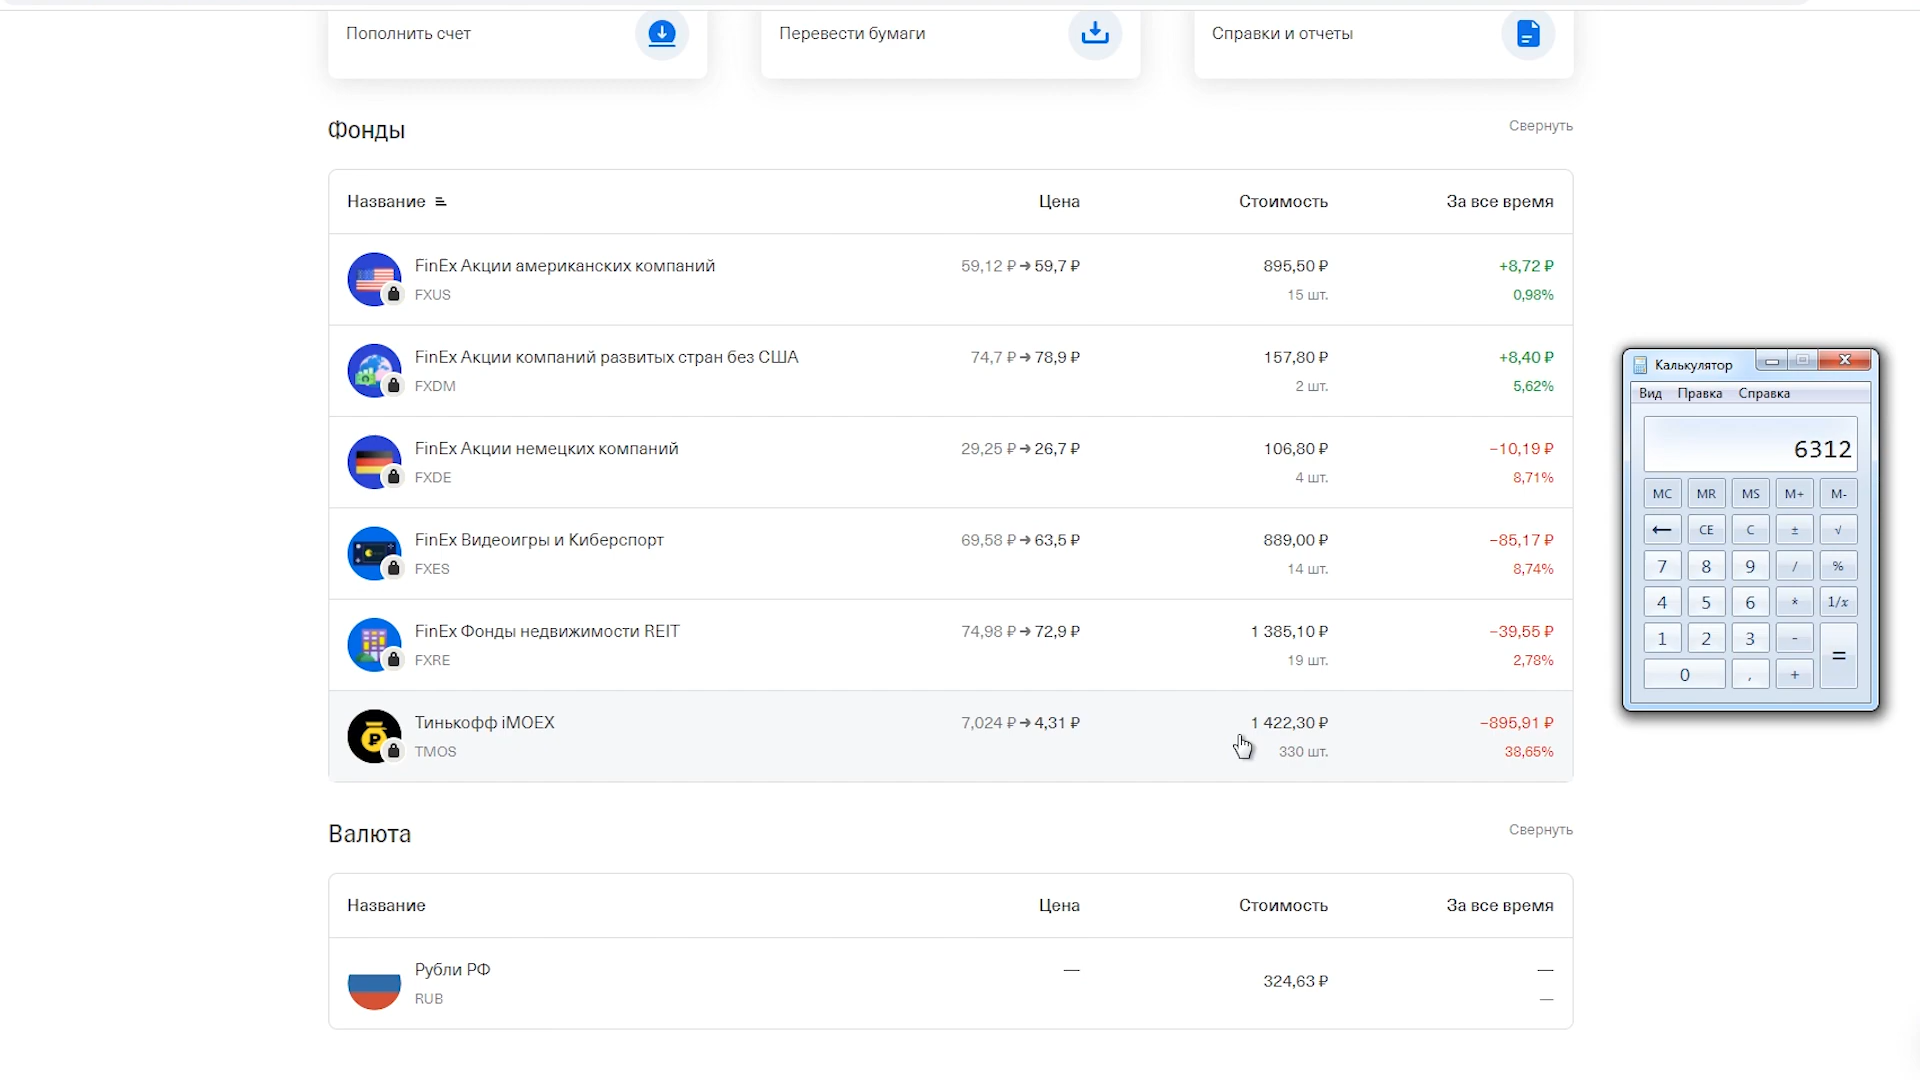 Пополнить счет
Перевести бумаги
Справки и отчеты
Фонды
Свернуть
Название Цена Стоимость За все время
FinEx Акции американских компаний 59,12 ₽ → 59,7 ₽ 895,50 ₽ +8,72 ₽
FXUS 15 шт. 0,98%
FinEx Акции компаний развитых стран без США 74,7 ₽ → 78,9 ₽ 157,80 ₽ +8,40 ₽
FXDM 2 шт. 5,62%
FinEx Акции немецких компаний 29,25 ₽ → 26,7 ₽ 106,80 ₽ −10,19 ₽
FXDE 4 шт. 8,71%
FinEx Видеоигры и Киберспорт 69,58 ₽ → 63,5 ₽ 889,00 ₽ −85,17 ₽
FXES 14 шт. 8,74%
FinEx Фонды недвижимости REIT 74,98 ₽ → 72,9 ₽ 1 385,10 ₽ −39,55 ₽
FXRE 19 шт. 2,78%
Тинькофф iMOEX 7,024 ₽ → 4,31 ₽ 1 422,30 ₽ −895,91 ₽
TMOS 330 шт. 38,65%
Валюта
Свернуть
Название Цена Стоимость За все время
Рубли РФ — 324,63 ₽ —
RUB —
Калькулятор
Вид Правка Справка
6312
MC MR MS M+ M-
← CE C ± √
7 8 9 / %
4 5 6 * 1/x
1 2 3 - =
0 , +